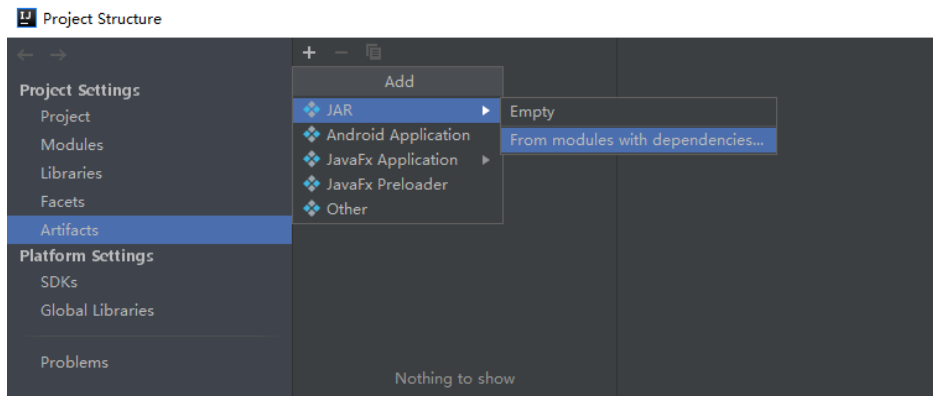 IJ Project Structure
Project Settings
Project
Modules
Libraries
Facets
Artifacts
Platform Settings
SDKs
Global Libraries
Problems
Add
JAR
Android Application
JavaFx Application
JavaFx Preloader
Other
Empty
From modules with dependencies...
Nothing to show